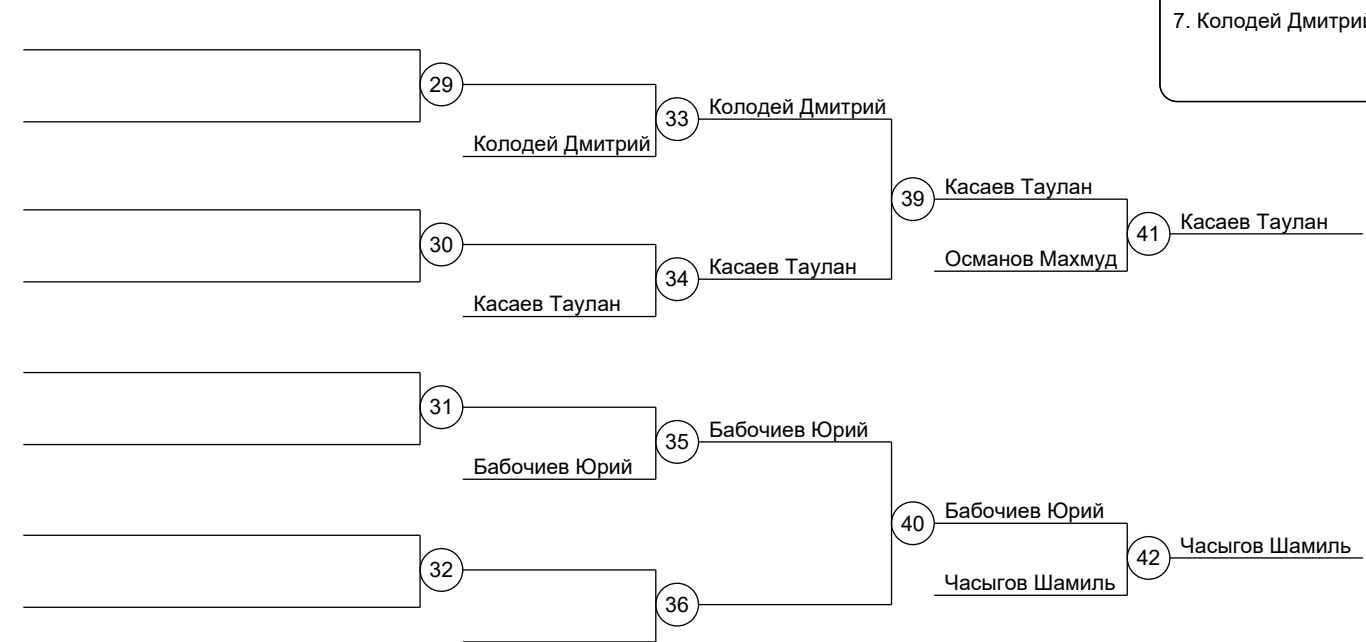 7. Колодей Дмитрий
29
Колодей Дмитрий
33
Колодей Дмитрий
39
Касаев Таулан
30
Касаев Таулан
34
Касаев Таулан
Османов Махмуд
41
Касаев Таулан
31
Бабочиев Юрий
35
Бабочиев Юрий
40
Бабочиев Юрий
32
36
Часыгов Шамиль
42
Часыгов Шамиль